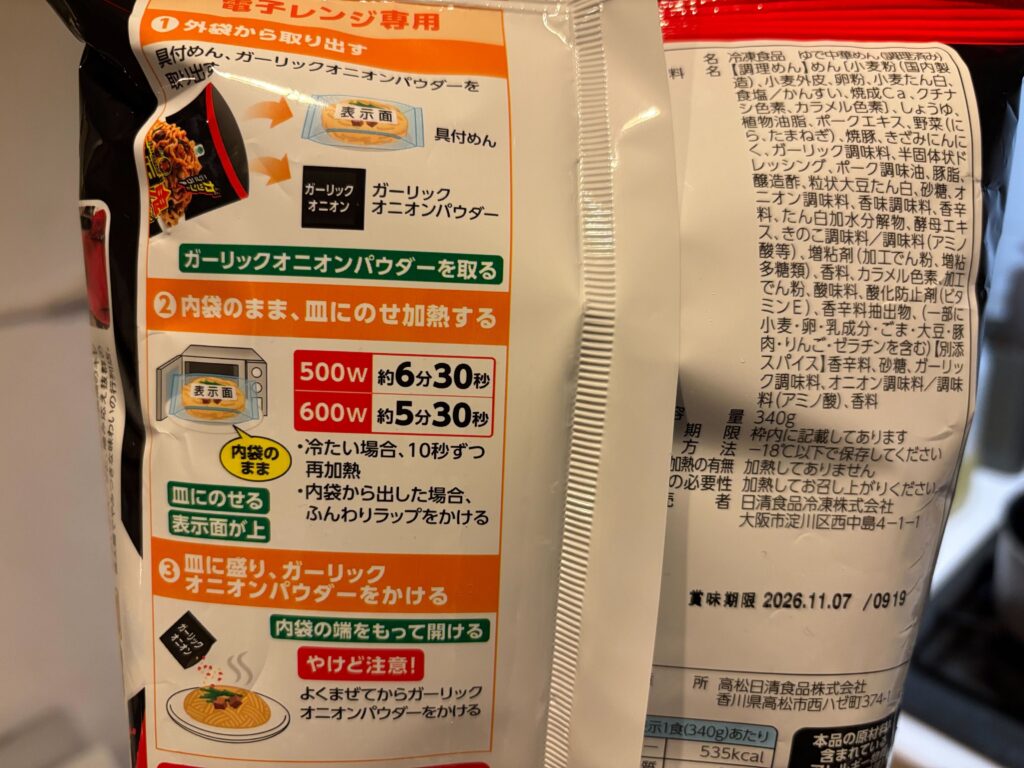 電子レンジ専用
① 外袋から取り出す
具付めん、ガーリックオニオンパウダーを
取り出す
表示面
具付めん
ガーリック
オニオン
ガーリック
オニオンパウダー
ガーリックオニオンパウダーを取る
② 内袋のまま、皿にのせ加熱する
表示面
内袋の
まま
500W 約6分30秒
600W 約5分30秒
・冷たい場合、10秒ずつ
再加熱
・内袋から出した場合、
ふんわりラップをかける
皿にのせる
表示面が上
③ 皿に盛り、ガーリック
オニオンパウダーをかける
ガーリック
オニオン
内袋の端をもって開ける
やけど注意!
よくまぜてからガーリック
オニオンパウダーをかける
名 冷凍食品 ゆで中華めん(調理済み)
料 名 【調理めん】めん(小麦粉(国内製
造)、小麦外皮、卵粉、小麦たん白、
食塩/かんすい、焼成Ca、クチナ
シ色素、カラメル色素)、しょうゆ、
植物油脂、ポークエキス、野菜(に
ら、たまねぎ)、焼豚、きざみにんに
く、ガーリック調味料、半固体状ド
レッシング、ポーク調味油、豚脂、
醸造酢、粒状大豆たん白、砂糖、オ
ニオン調味料、香味調味料、香辛
料、たん白加水分解物、酵母エキ
ス、きのこ調味料/調味料(アミノ
酸等)、増粘剤(加工でん粉、増粘
多糖類)、香料、カラメル色素、加工
でん粉、酸味料、酸化防止剤(ビタ
ミンE)、香辛料抽出物、(一部に
小麦・卵・乳成分・ごま・大豆・豚
肉・りんご・ゼラチンを含む)【別添
スパイス】香辛料、砂糖、ガーリッ
ク調味料、オニオン調味料/調味
料(アミノ酸)、香料
容 量 340g
期 限 枠内に記載してあります
方 法 −18℃以下で保存してください
加熱の有無 加熱してありません
の必要性 加熱してお召し上がりください
売 者 日清食品冷凍株式会社
大阪市淀川区西中島4-1-1
賞味期限 2026.11.07 /0919
所 高松日清食品株式会社
香川県高松市西ハゼ町374-1
示1食(340g)あたり
535kcal
本品の原材料
含まれている